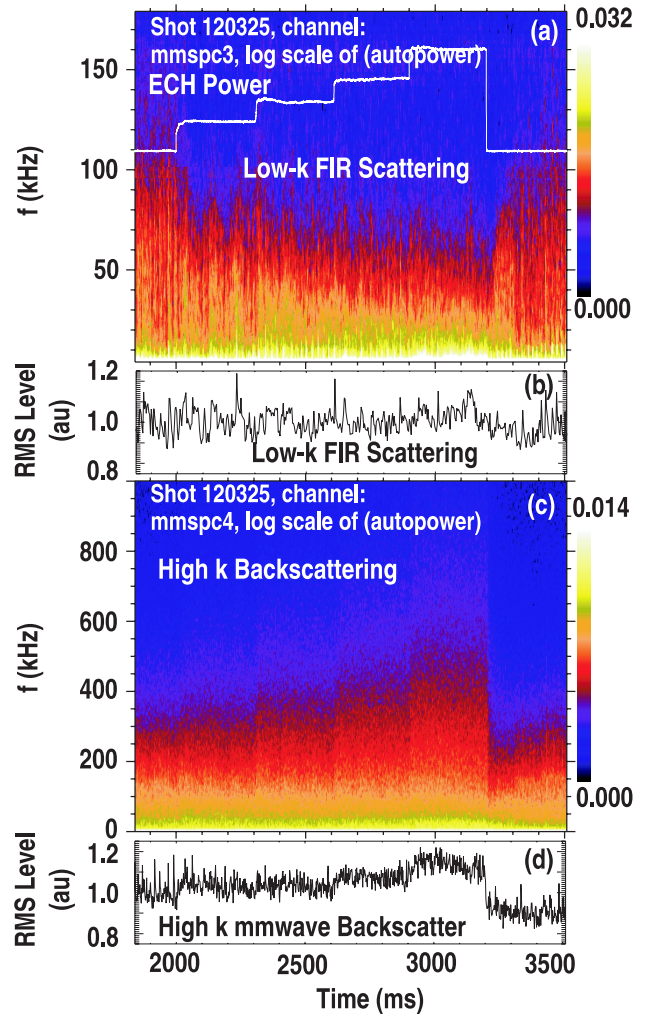 Shot 120325, channel:
mmspc3, log scale of (autopower)
ECH Power
(a)
Low-k FIR Scattering
150
100
50
f (kHz)
0.032
0.000
(b)
1.2
1.0
0.8
RMS Level
(au)
Low-k FIR Scattering
Shot 120325, channel:
mmspc4, log scale of (autopower)
(c)
High k Backscattering
800
600
400
200
0
f (kHz)
0.014
0.000
(d)
1.2
1.0
0.8
RMS Level
(au)
High k mmwave Backscatter
2000 2500 3000 3500
Time (ms)